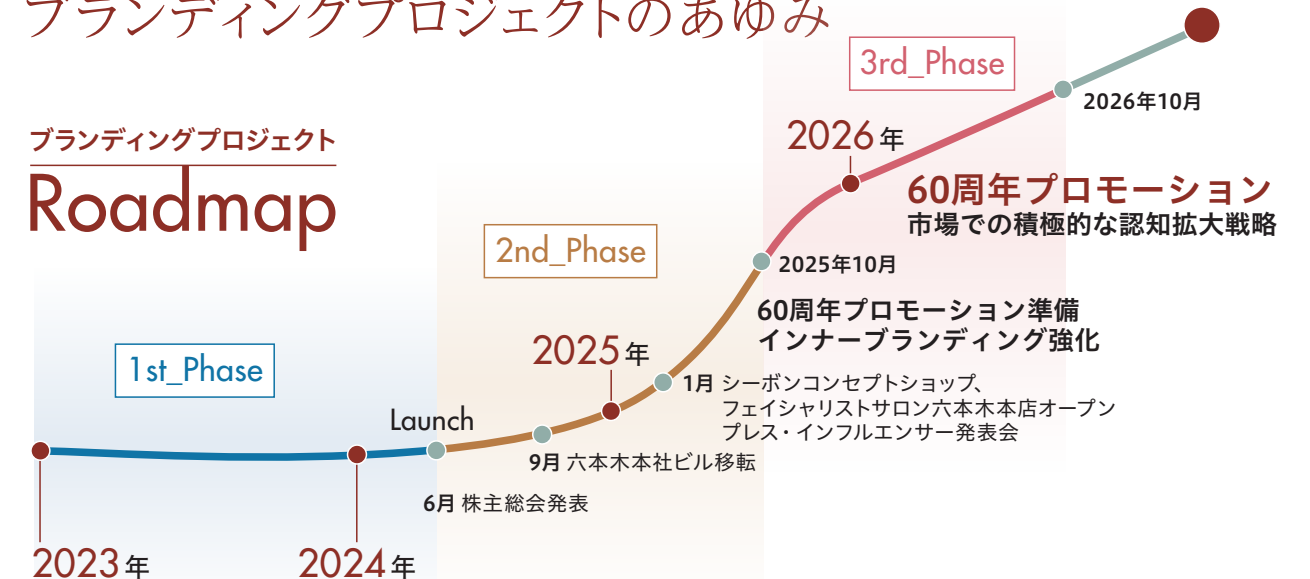 ブランディングプロジェクトのあゆみ
ブランディングプロジェクト
Roadmap
1st_Phase
2023年
2024年
Launch
6月 株主総会発表
2nd_Phase
9月 六本木本社ビル移転
2025年
1月 シーボンコンセプトショップ、
フェイシャリストサロン六本木本店オープン
プレス・インフルエンサー発表会
2025年10月
60周年プロモーション準備
インナーブランディング強化
3rd_Phase
2026年
60周年プロモーション
市場での積極的な認知拡大戦略
2026年10月